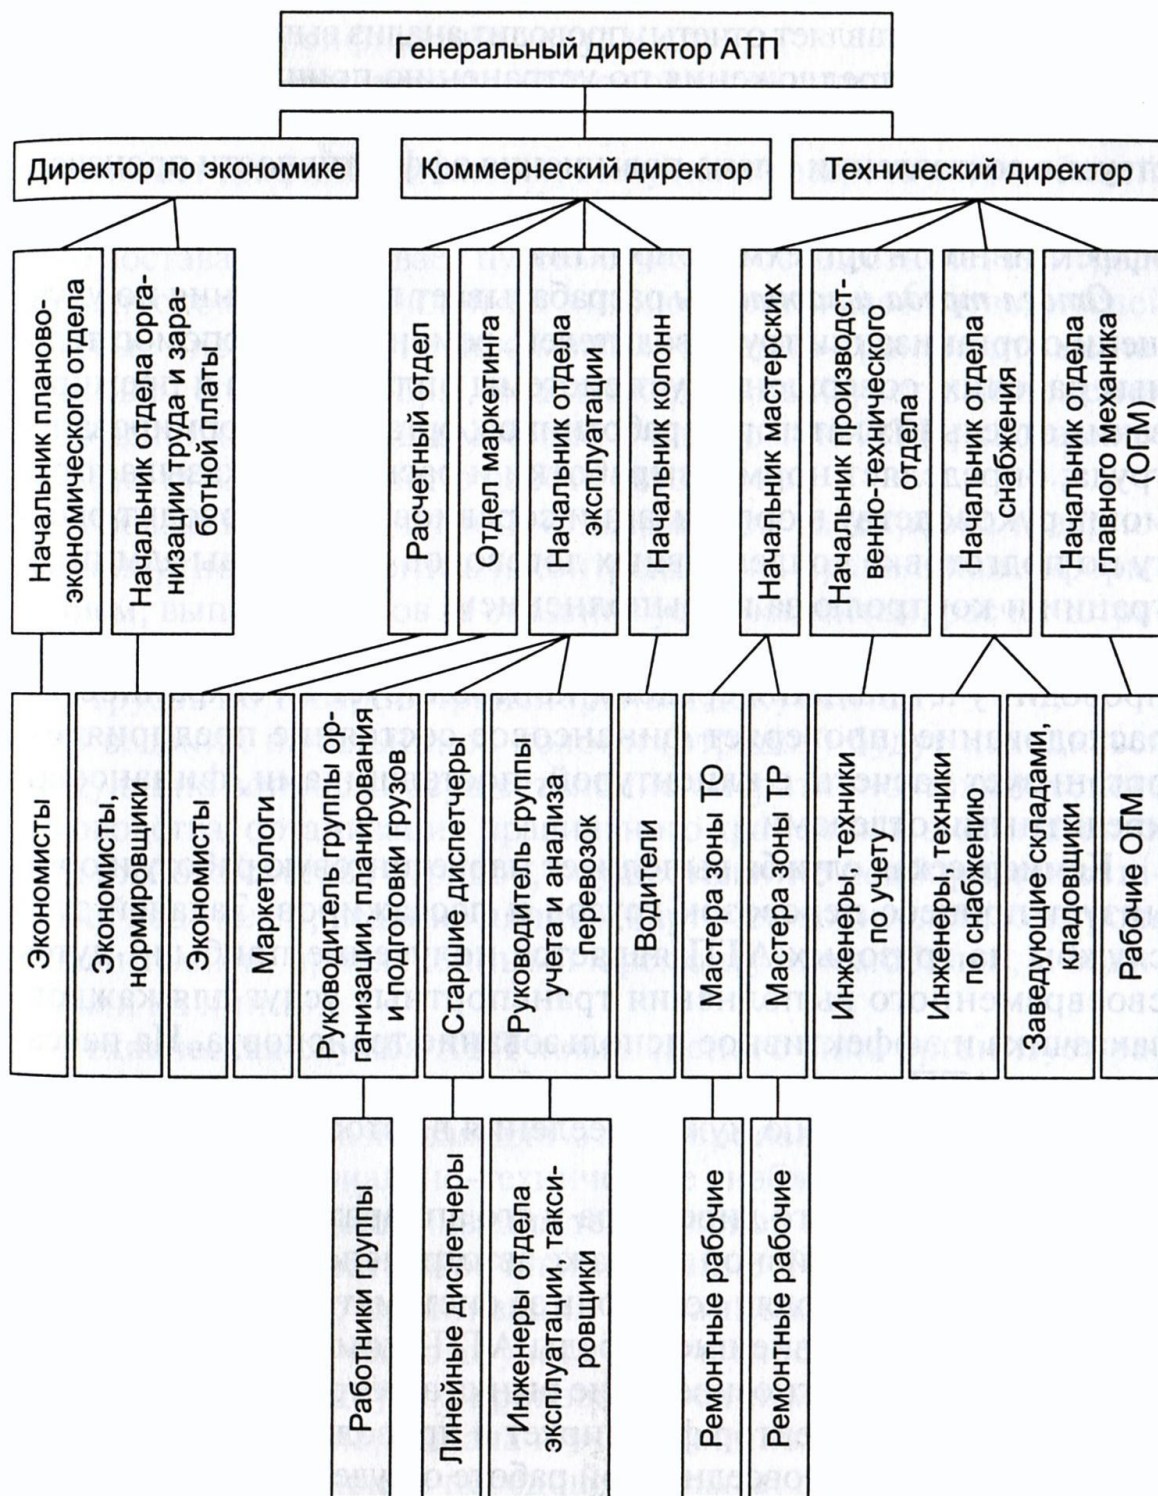 Генеральный директор АТП
Директор по экономике
Коммерческий директор
Технический директор
Начальник планово-
экономического отдела
Начальник отдела орга-
низации труда и зара-
ботной платы
Расчетный отдел
Отдел маркетинга
Начальник отдела
эксплуатации
Начальник колонн
Начальник мастерских
Начальник производст-
венно-технического
отдела
Начальник отдела
снабжения
Начальник отдела
главного механика
(ОГМ)
Экономисты
Экономисты,
нормировщики
Экономисты
Маркетологи
Руководитель группы ор-
ганизации планирования
и подготовки грузов
Старшие диспетчеры
Руководитель группы
учета и анализа
перевозок
Водители
Мастер зоны ТО
Мастера зоны ТР
Инженеры, техники
по учету
Инженеры, техники
по снабжению
Заведующие складами,
кладовщики
Рабочие ОГМ
Работники группы
Линейные диспетчеры
Инженеры отдела
эксплуатации, такси-
ровщики
Ремонтные рабочие
Ремонтные рабочие